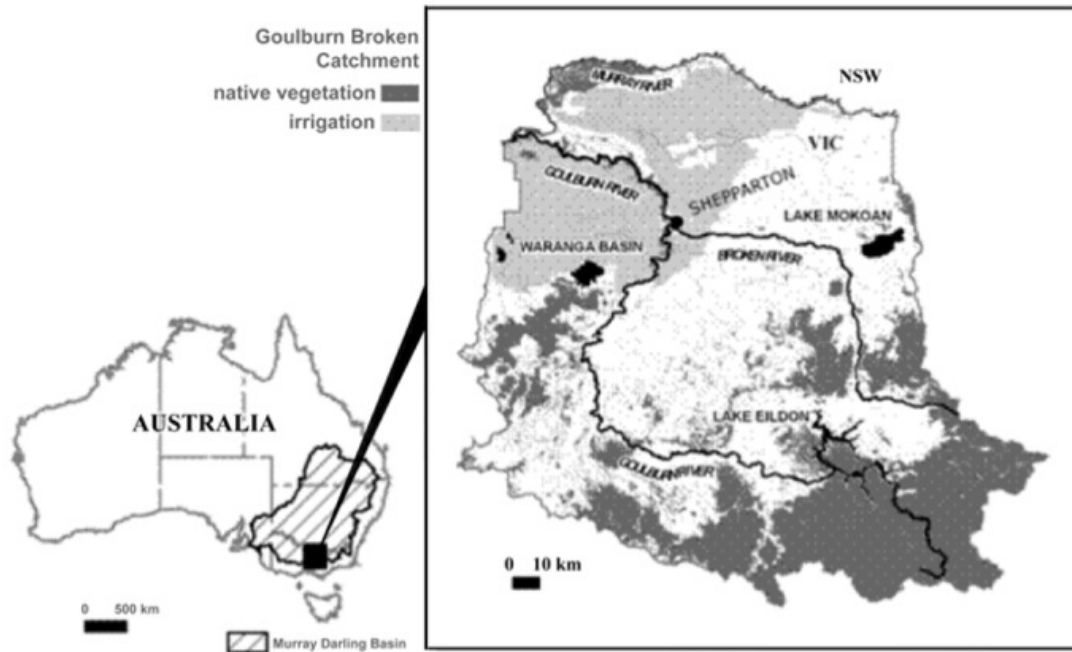 Goulburn Broken
Catchment
native vegetation
irrigation
MURRAY RIVER
NSW
VIC
GOULBURN RIVER
SHEPPARTON
LAKE MOKOAN
WARANGA BASIN
BROKEN RIVER
AUSTRALIA
LAKE EILDON
GOULBURN RIVER
0 10 km
0 500 km
Murray Darling Basin